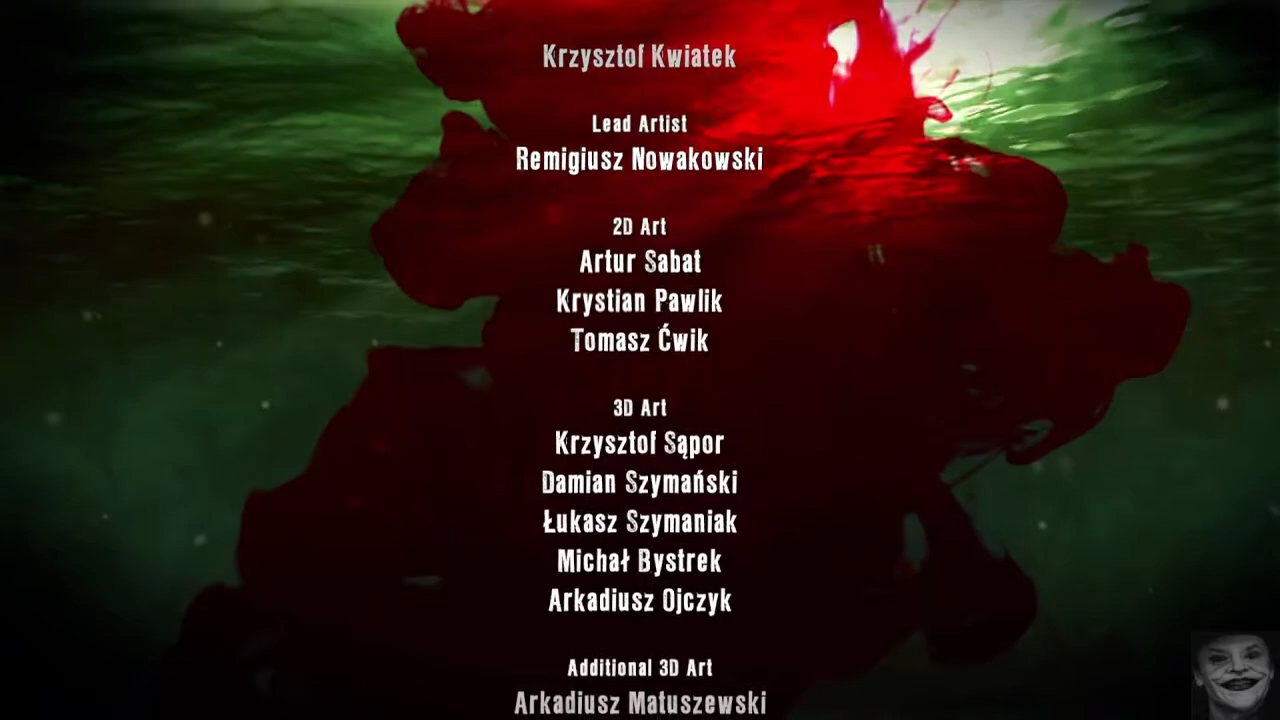 Krzysztof Kwiatek
Lead Artist
Remigiusz Nowakowski
2D Art
Artur Sabat
Krystian Pawlik
Tomasz Ćwik
3D Art
Krzysztof Sąpor
Damian Szymański
Łukasz Szymaniak
Michał Bystrek
Arkadiusz Ojczyk
Additional 3D Art
Arkadiusz Matuszewski